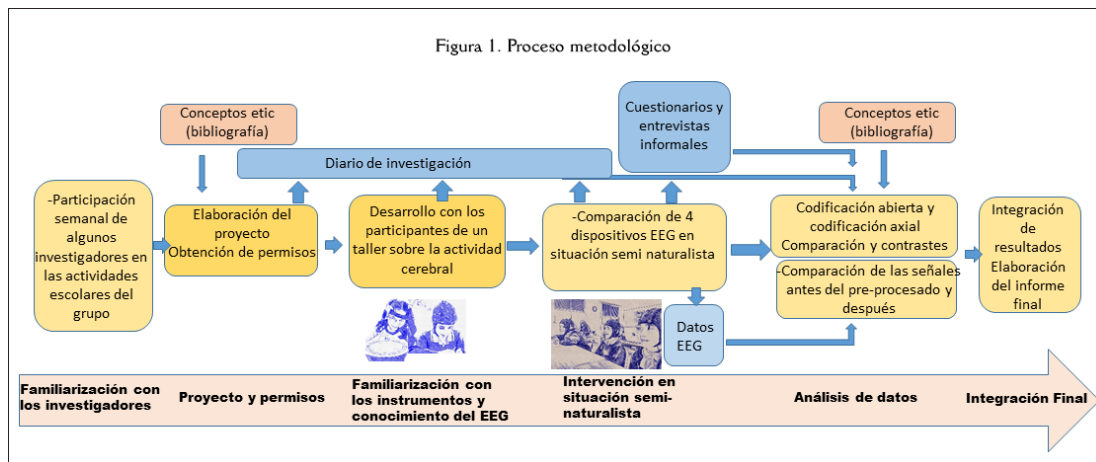 Figura 1. Proceso metodológico
Conceptos etic
(bibliografía)
Cuestionarios y
entrevistas
informales
Conceptos etic
(bibliografía)
Diario de investigación
-Participación
semanal de
algunos
investigadores en
las actividades
escolares del
grupo
Elaboración del
proyecto
Obtención de permisos
Desarrollo con los
participantes de un
taller sobre la actividad
cerebral
-Comparación de 4
dispositivos EEG en
situación semi naturalista
Codificación abierta y
codificación axial
Comparación y contrastes
-Comparación de las señales
antes del pre-procesado y
después
Integración
de
resultados
Elaboración
del informe
final
Datos
EEG
Familiarización con
los investigadores
Proyecto y permisos
Familiarización con
los instrumentos y
conocimiento del EEG
Intervención en
situación semi-
naturalista
Análisis de datos
Integración Final